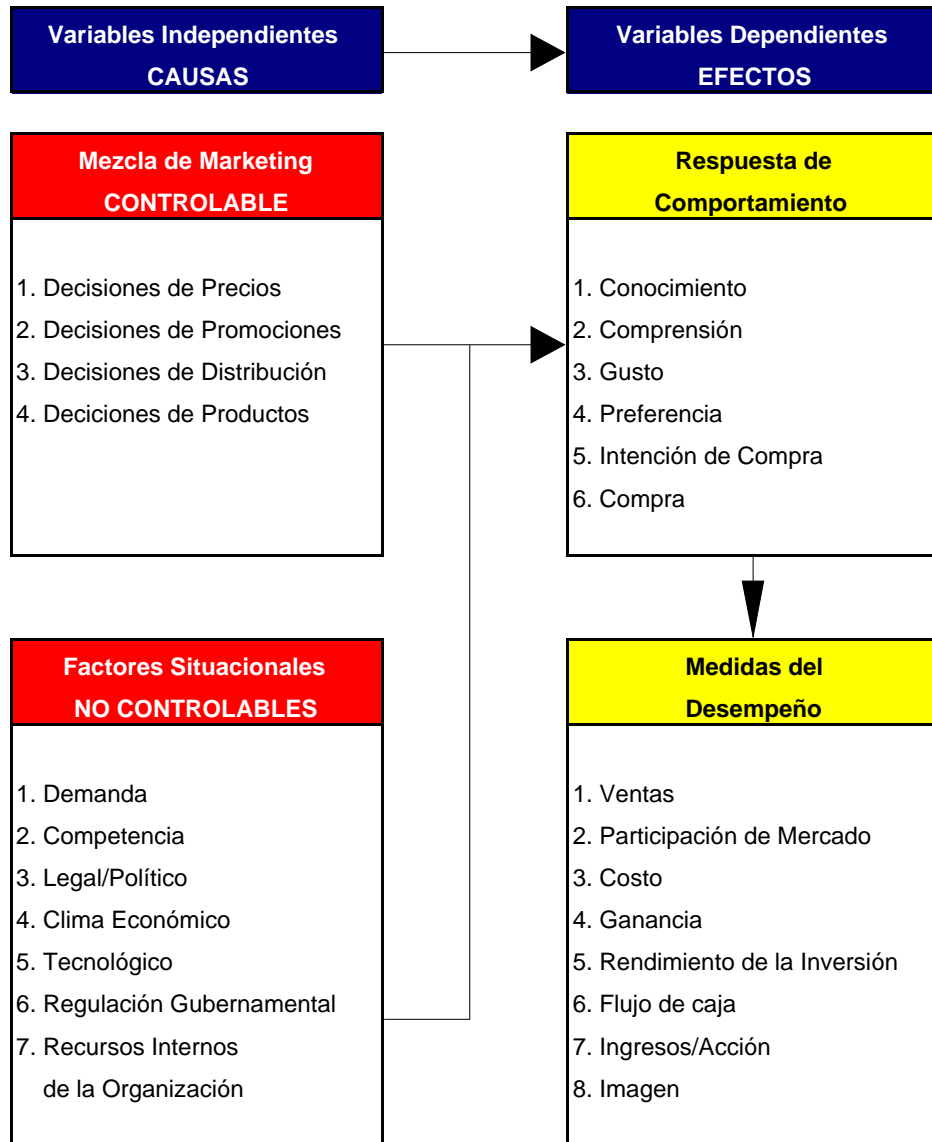 Variables Independientes
CAUSAS
Variables Dependientes
EFECTOS
Mezcla de Marketing
CONTROLABLE
1. Decisiones de Precios
2. Decisiones de Promociones
3. Decisiones de Distribución
4. Deciciones de Productos
Respuesta de
Comportamiento
1. Conocimiento
2. Comprensión
3. Gusto
4. Preferencia
5. Intención de Compra
6. Compra
Factores Situacionales
NO CONTROLABLES
1. Demanda
2. Competencia
3. Legal/Político
4. Clima Económico
5. Tecnológico
6. Regulación Gubernamental
7. Recursos Internos
de la Organización
Medidas del
Desempeño
1. Ventas
2. Participación de Mercado
3. Costo
4. Ganancia
5. Rendimiento de la Inversión
6. Flujo de caja
7. Ingresos/Acción
8. Imagen